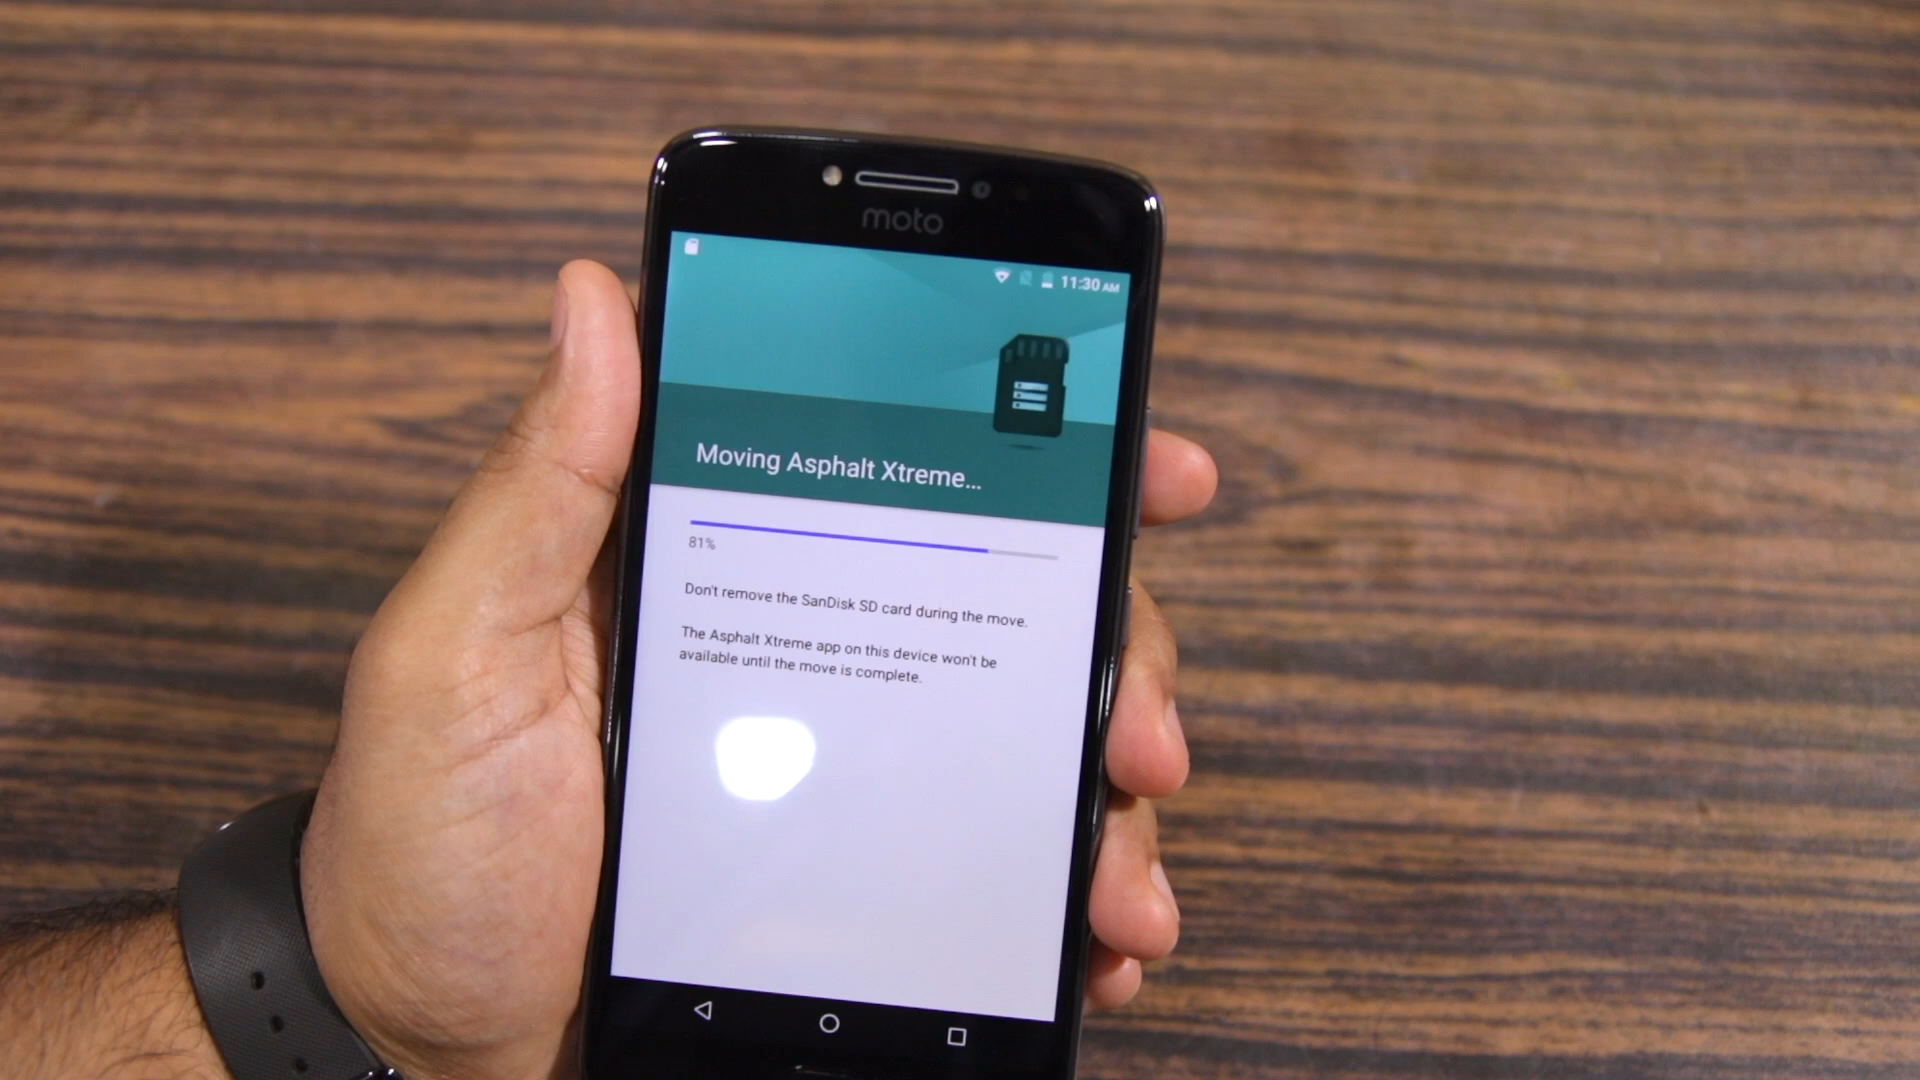 moto
11:30 AM
Moving Asphalt Xtreme...
81%
Don't remove the SanDisk SD card during the move.
The Asphalt Xtreme app on this device won't be
available until the move is complete.